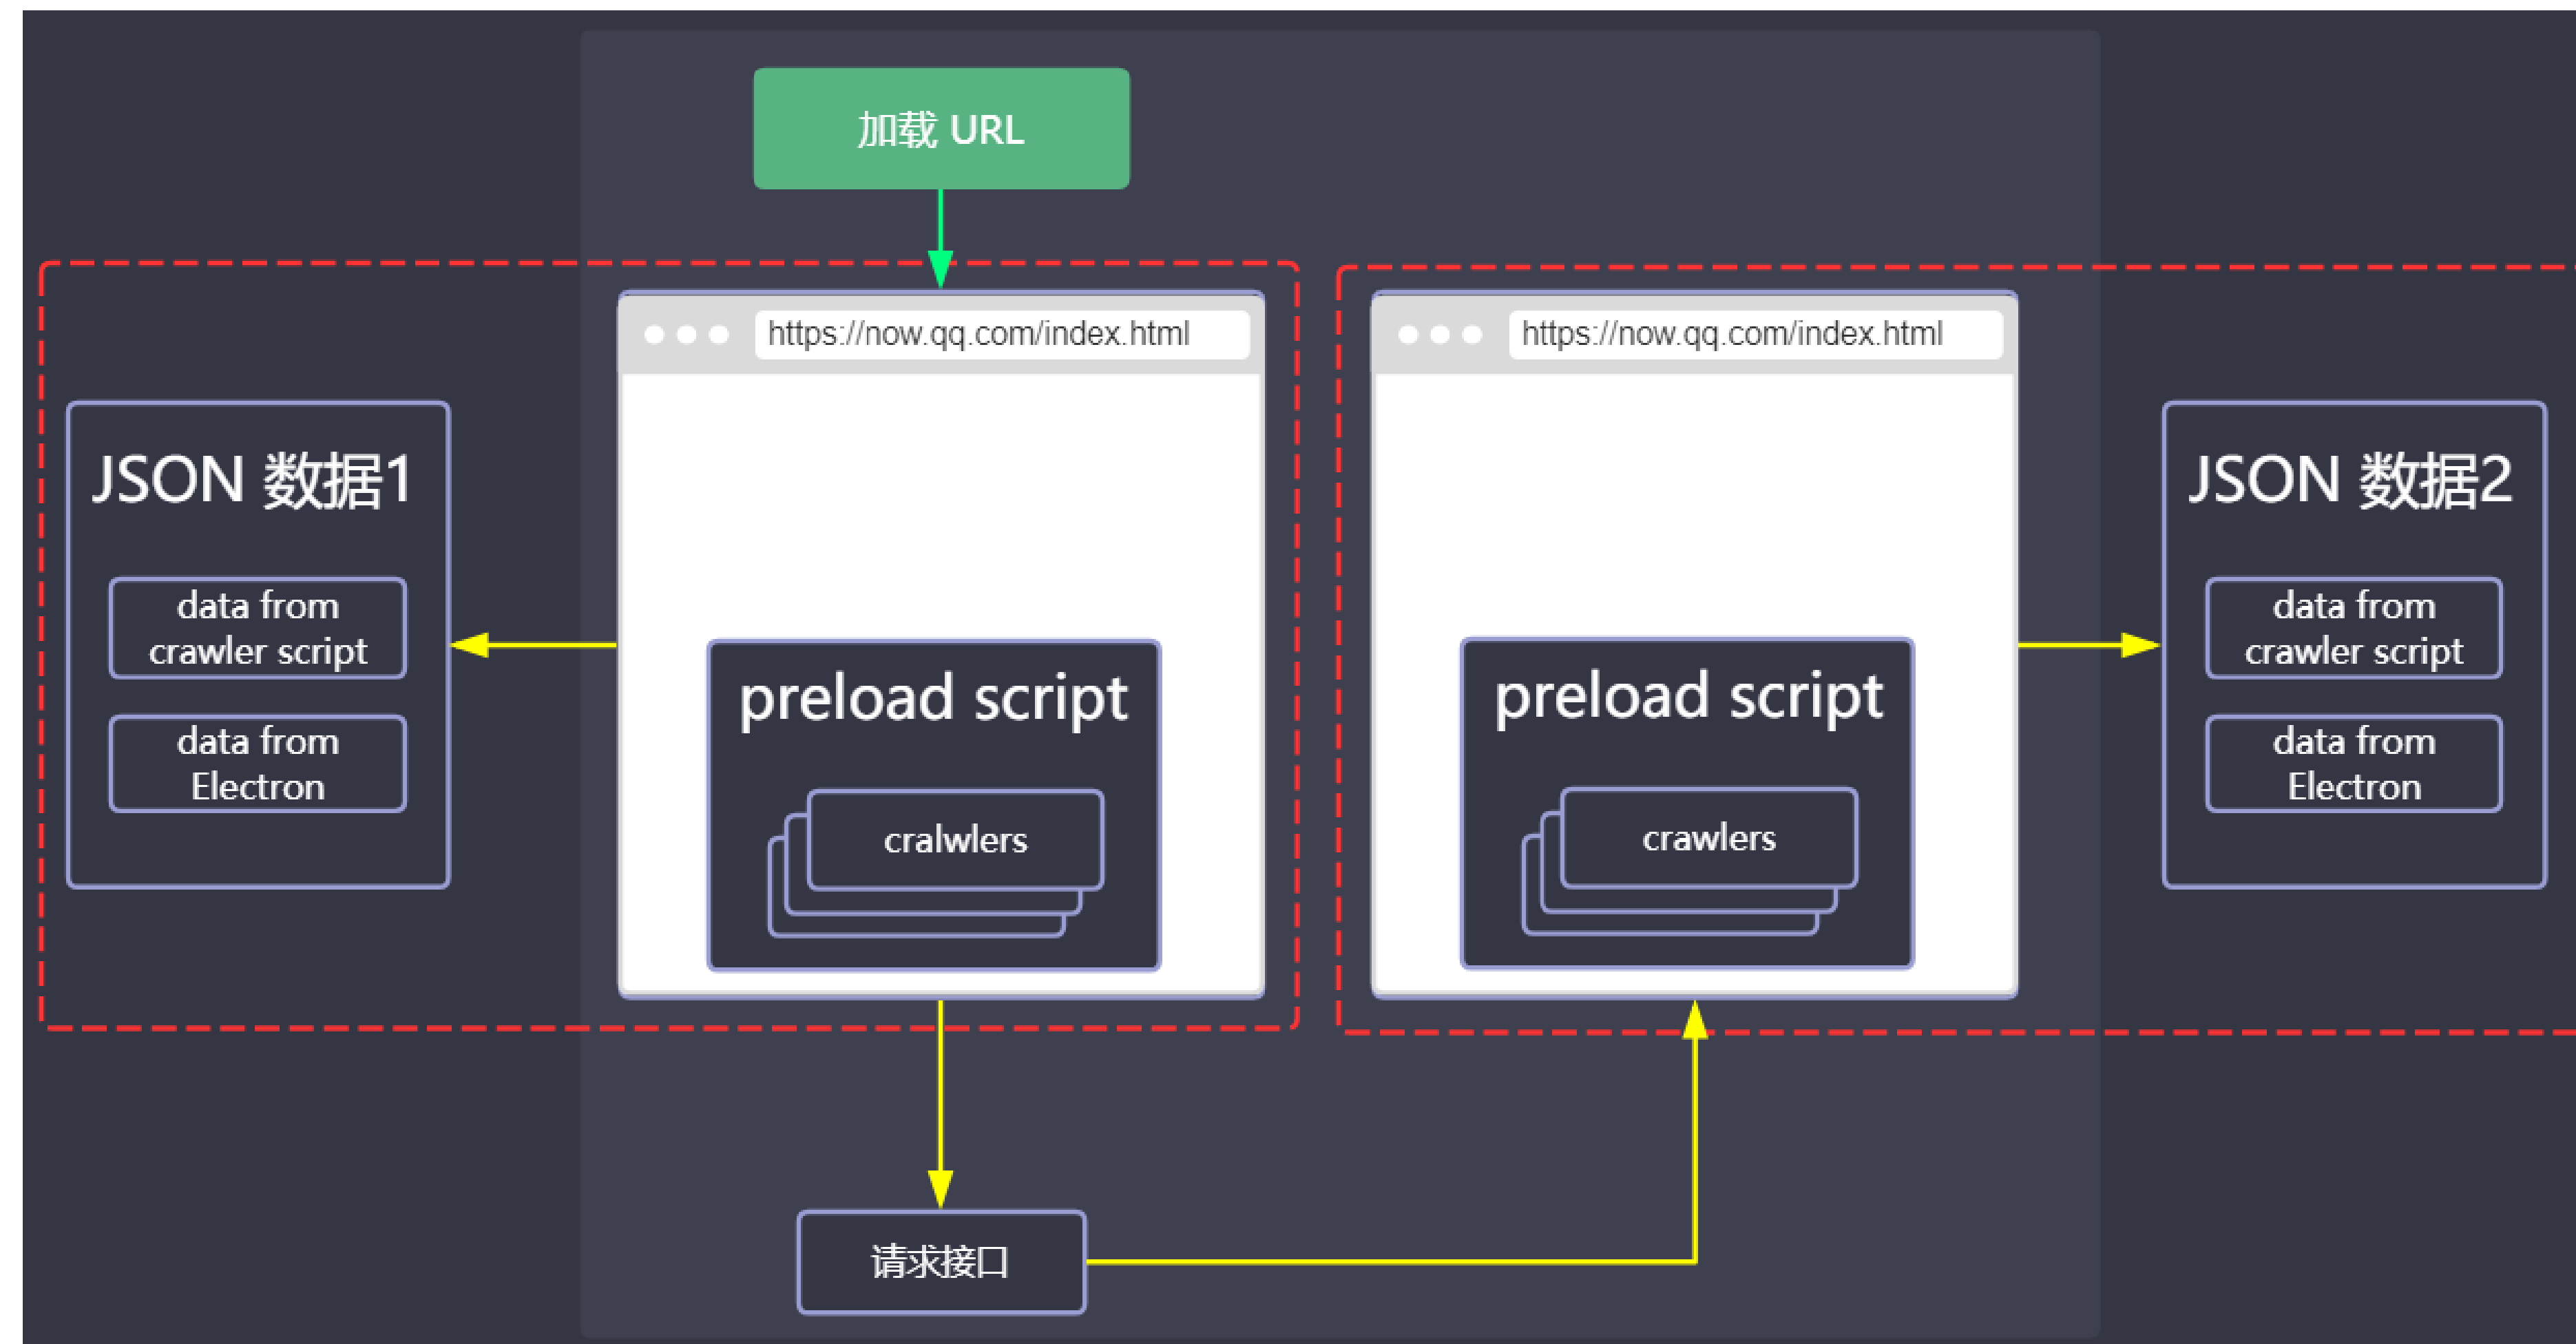 加载 URL
https://now.qq.com/index.html
https://now.qq.com/index.html
JSON 数据1
data from
crawler script
data from
Electron
preload script
cralwlers
preload script
crawlers
JSON 数据2
data from
crawler script
data from
Electron
请求接口